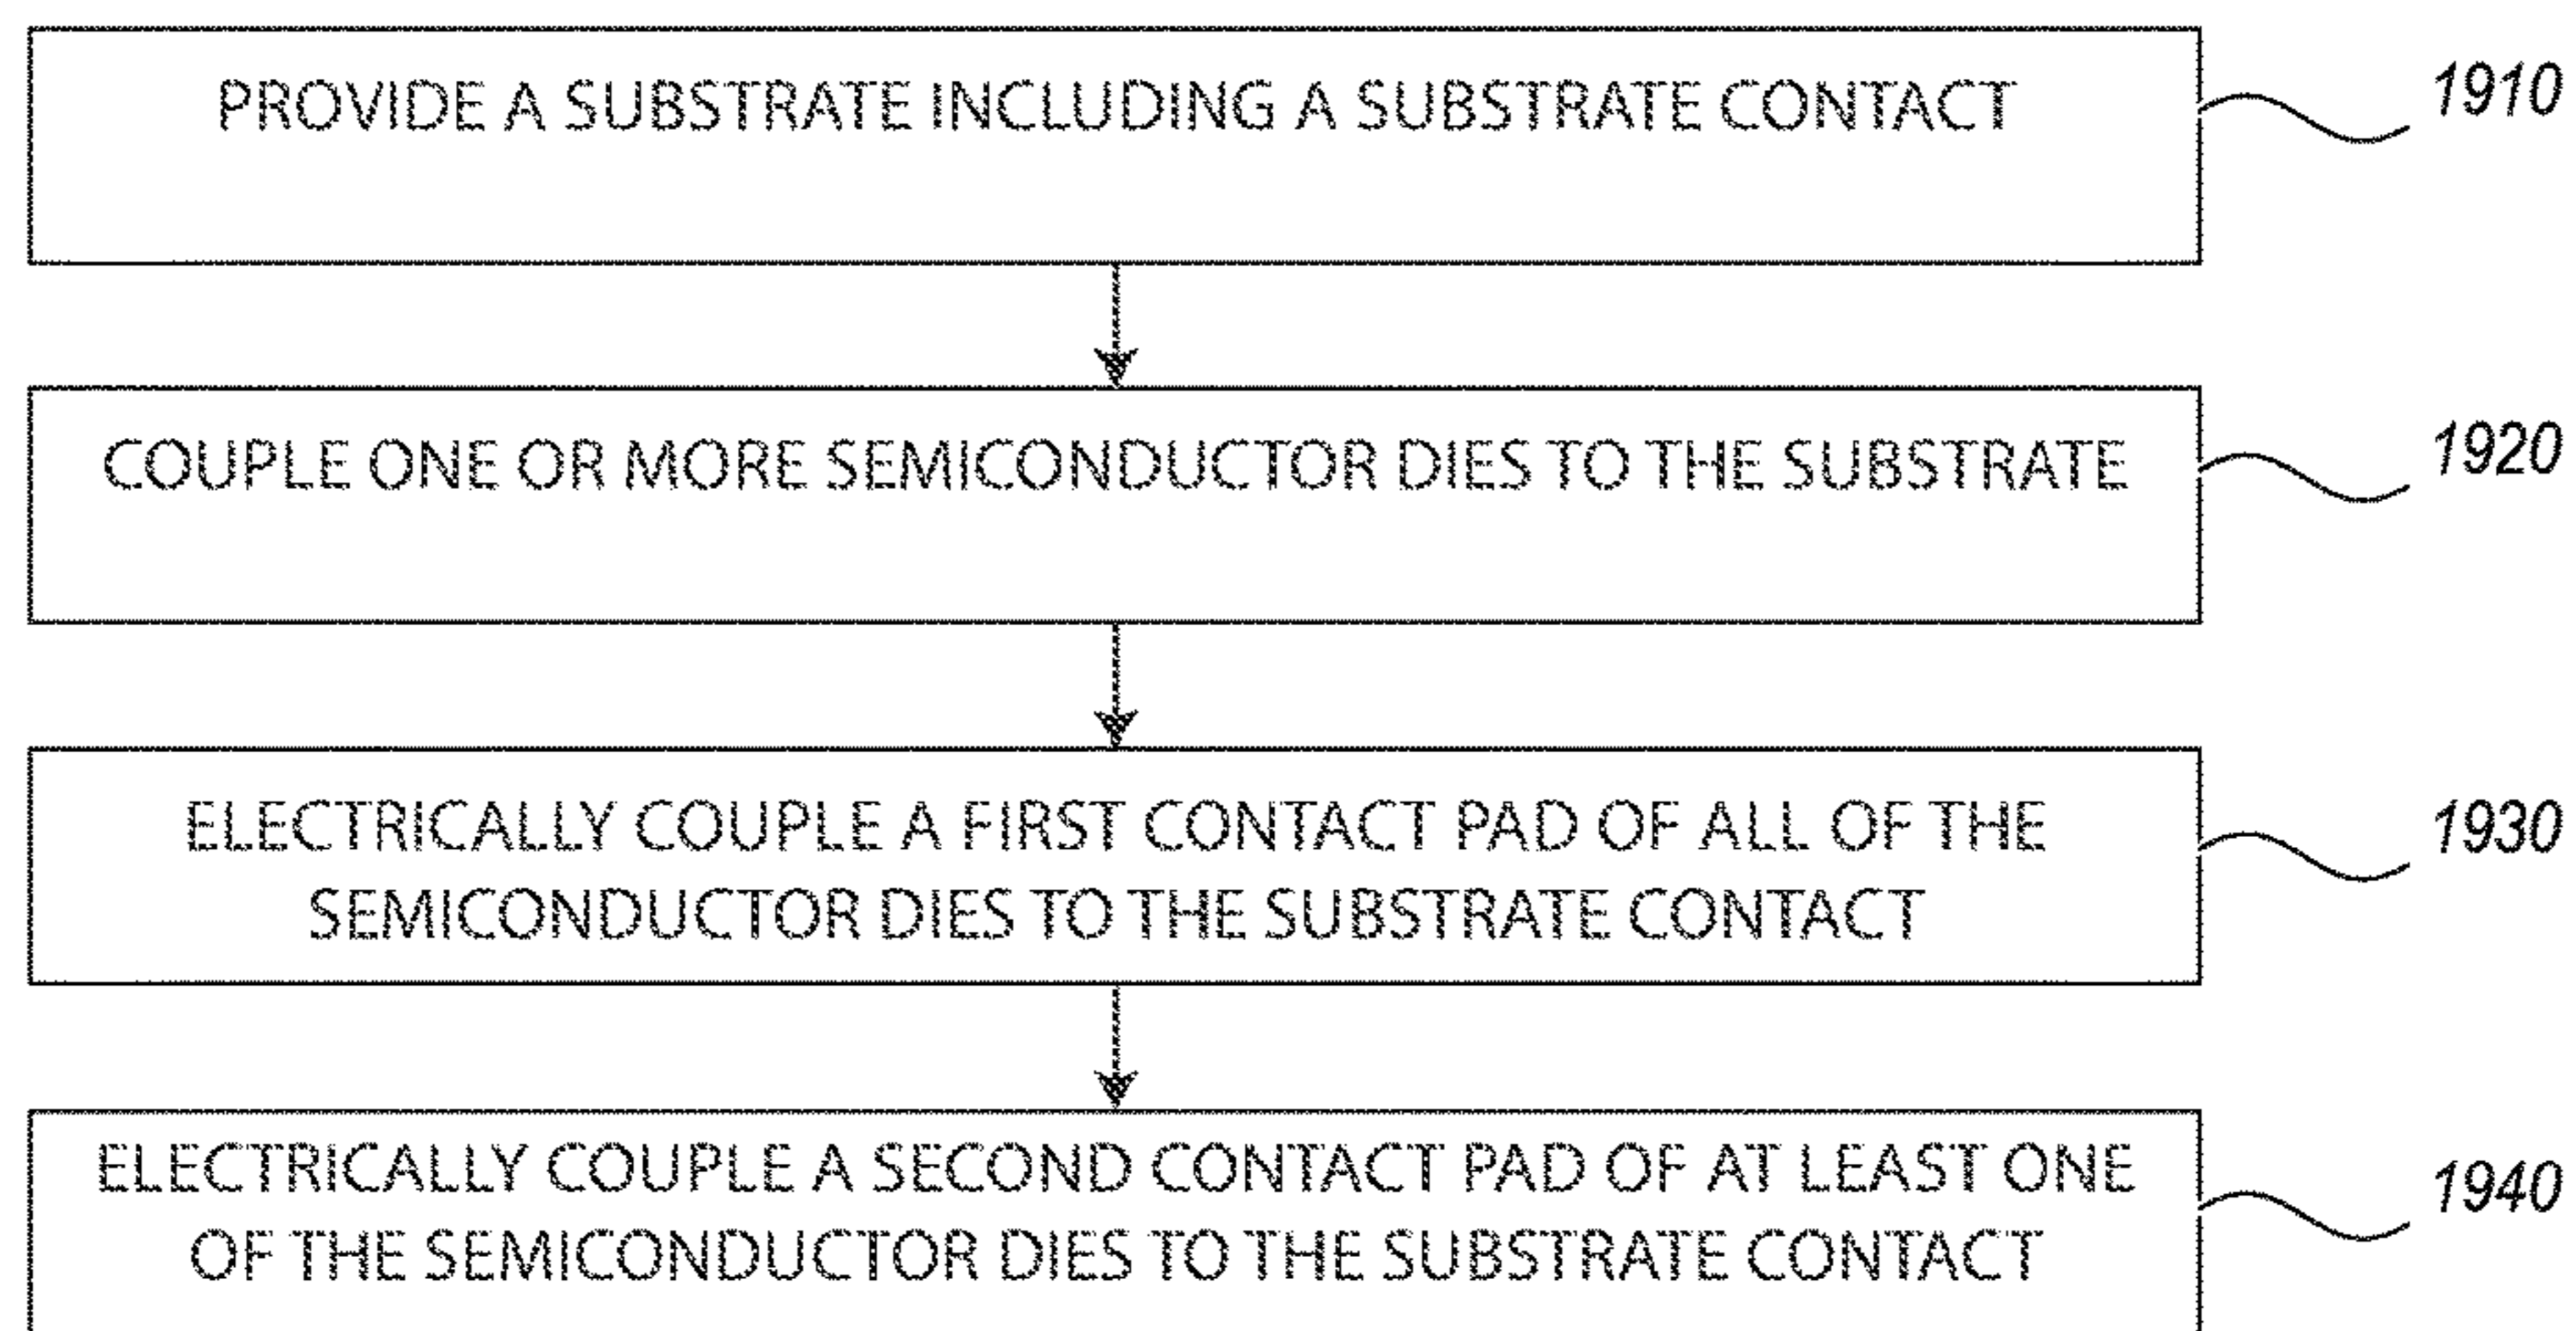 PROVIDE A SUBSTRATE INCLUDING A SUBSTRATE CONTACT
1910
COUPLE ONE OR MORE SEMICONDUCTOR DIES TO THE SUBSTRATE
1920
ELECTRICALLY COUPLE A FIRST CONTACT PAD OF ALL OF THE
SEMICONDUCTOR DIES TO THE SUBSTRATE CONTACT
1930
ELECTRICALLY COUPLE A SECOND CONTACT PAD OF AT LEAST ONE
OF THE SEMICONDUCTOR DIES TO THE SUBSTRATE CONTACT
1940